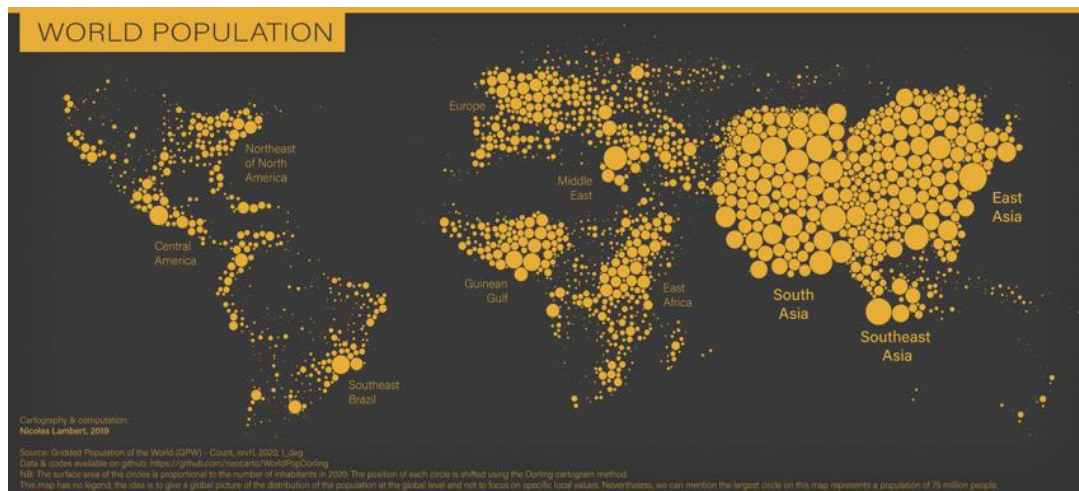 WORLD POPULATION
Europe
Northeast
of North
America
Middle
East
East
Asia
Central
America
Guinean
Gulf
East
Africa
South
Asia
Southeast
Asia
Southeast
Brazil
Cartography & computation:
Nicolas Lambert, 2019
Source: Gridded Population of the World (GPW) - Count, rev11, 2020, 1_deg
Data & codes available on github: https://github.com/neocarto/WorldPopDorling
NB: The surface area of the circles is proportional to the number of inhabitants in 2020. The position of each circle is shifted using the Dorling cartogram method.
This map has no legend, the idea is to give a global picture of the distribution of the population at the global level and not to focus on specific local values. Nevertheless, we can mention the largest circle on this map represents a population of 75 million people.